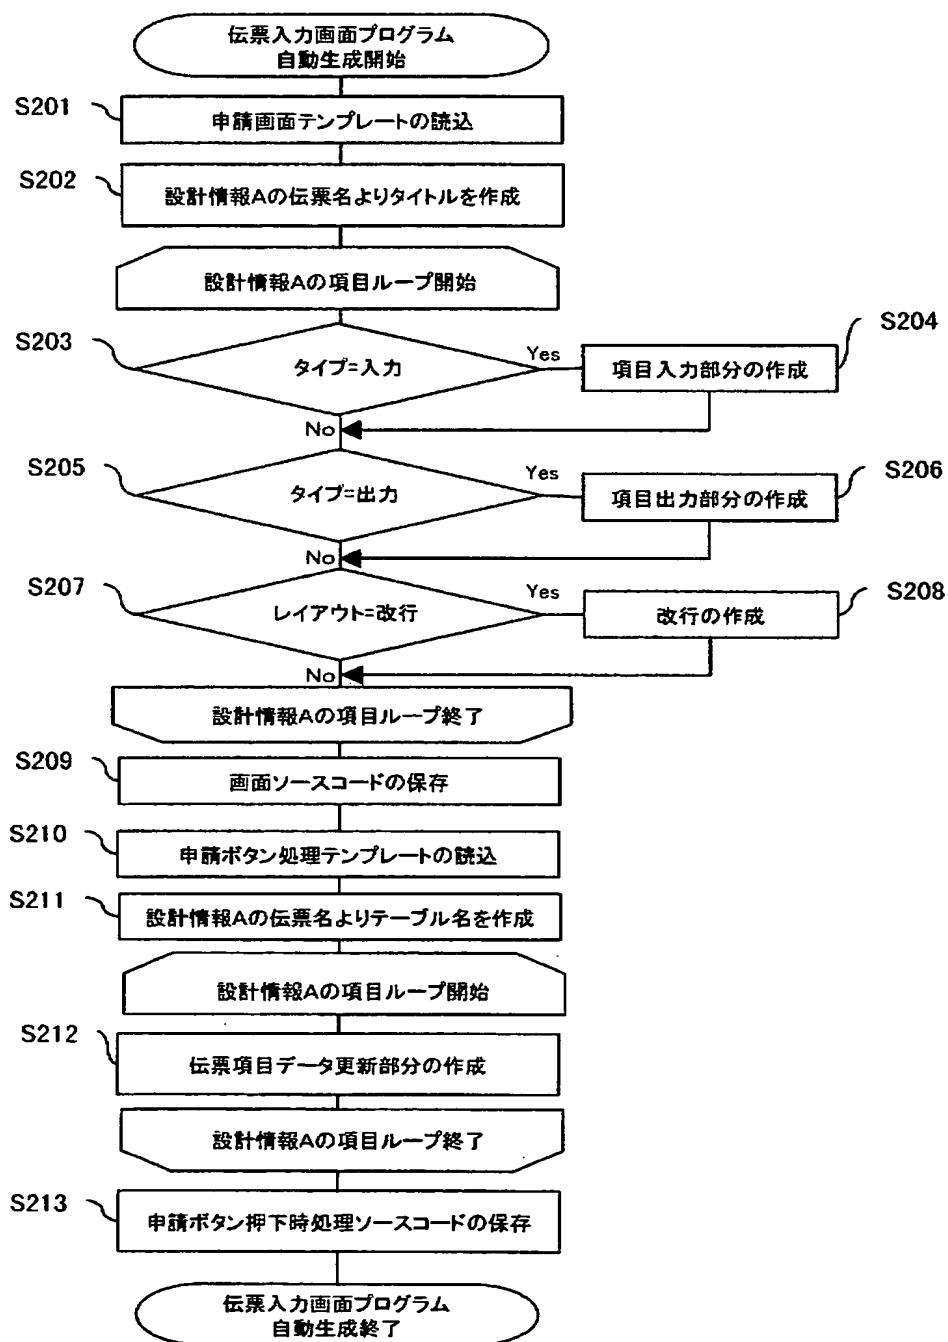 伝票入力画面プログラム
自動生成開始
S201
申請画面テンプレートの読込
S202
設計情報Aの伝票名よりタイトルを作成
設計情報Aの項目ループ開始
S203
タイプ=入力
Yes
項目入力部分の作成
S204
No
S205
タイプ=出力
Yes
項目出力部分の作成
S206
No
S207
レイアウト=改行
Yes
改行の作成
S208
No
設計情報Aの項目ループ終了
S209
画面ソースコードの保存
S210
申請ボタン処理テンプレートの読込
S211
設計情報Aの伝票名よりテーブル名を作成
設計情報Aの項目ループ開始
S212
伝票項目データ更新部分の作成
設計情報Aの項目ループ終了
S213
申請ボタン押下時処理ソースコードの保存
伝票入力画面プログラム
自動生成終了